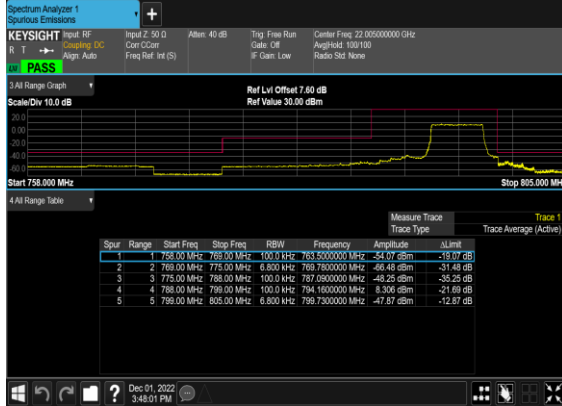 Spectrum Analyzer 1
Spurious Emissions
+
KEYSIGHT Input: RF Input Z: 50 Ω Atten: 40 dB Trig: Free Run Center Freq: 22.005000000 GHz
R T Coupling: DC Corr CCorr Gate: Off Avg|Hold: 100/100
Align: Auto Freq Ref: Int (S) IF Gain: Low Radio Std: None
PASS
3 All Range Graph
Ref Lvl Offset 7.60 dB
Scale/Div 10.0 dB Ref Value 30.00 dBm
20.0
0.00
-20.0
-40.0
-60.0
Start 758.000 MHz Stop 805.000 MH
4 All Range Table
Measure Trace Trace 1
Trace Type Trace Average (Active)
Spur Range Start Freq Stop Freq RBW Frequency Amplitude ΔLimit
1 1 758.00 MHz 769.00 MHz 100.0 kHz 763.5000000 MHz -54.07 dBm -19.07 dB
2 2 769.00 MHz 775.00 MHz 6.800 kHz 769.7800000 MHz -66.48 dBm -31.48 dB
3 3 775.00 MHz 788.00 MHz 100.0 kHz 787.0900000 MHz -48.25 dBm -35.25 dB
4 4 788.00 MHz 799.00 MHz 100.0 kHz 794.1600000 MHz 8.306 dBm -21.69 dB
5 5 799.00 MHz 805.00 MHz 6.800 kHz 799.7300000 MHz -47.87 dBm -12.87 dB
? Dec 01, 2022
3:48:01 PM